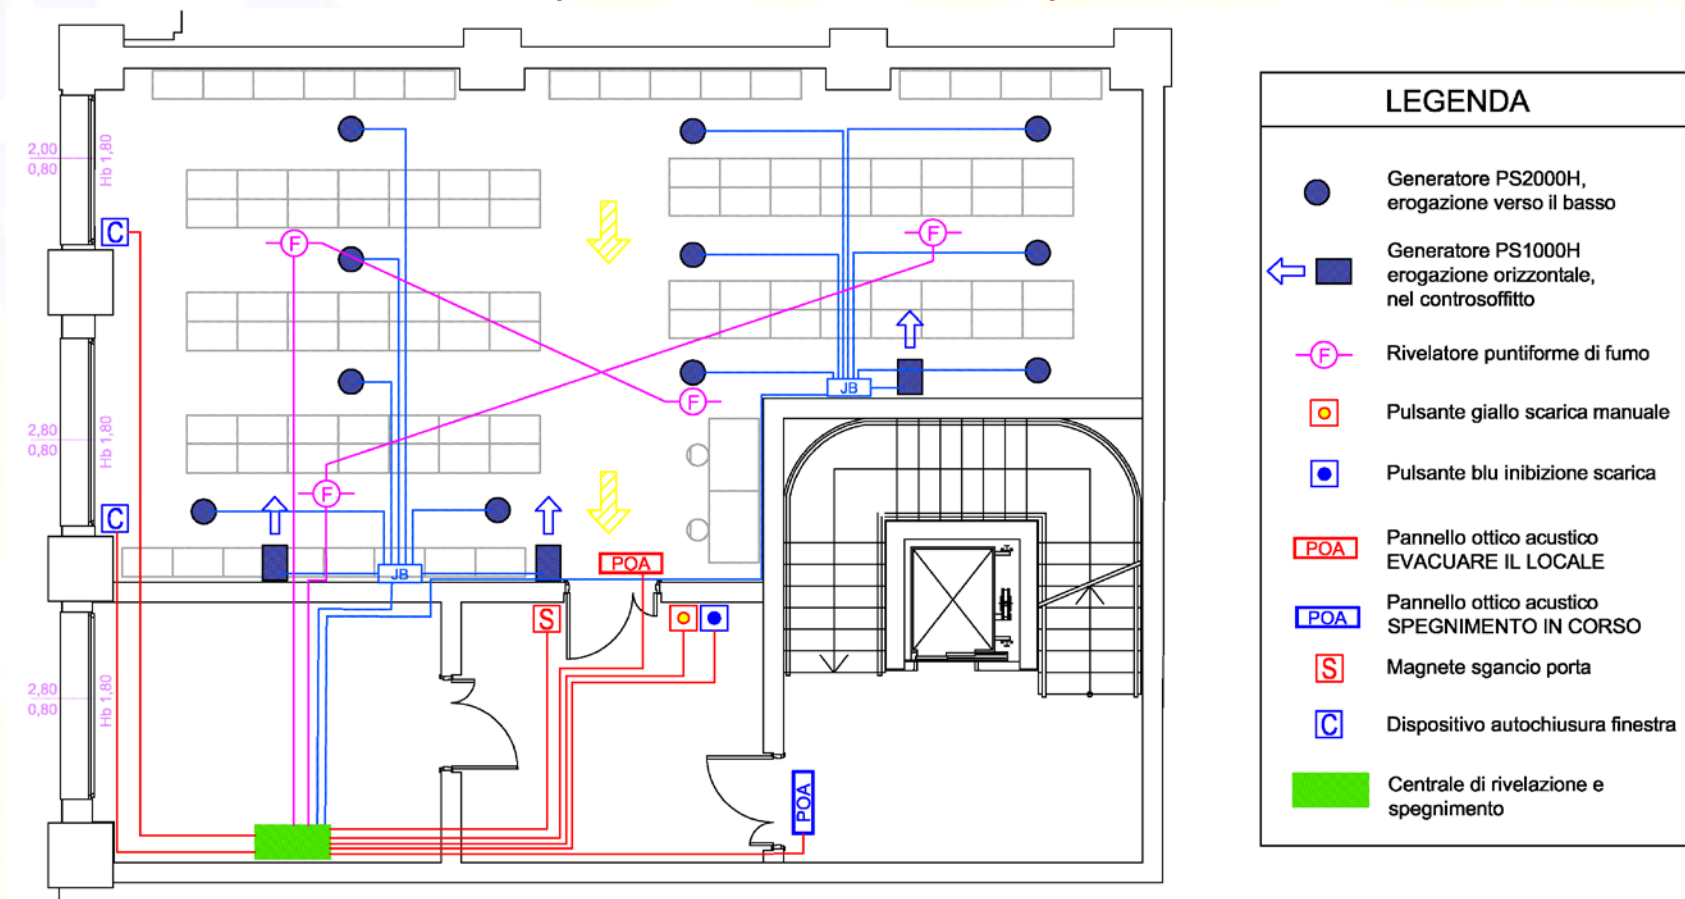 2,00
0,80
Hb 1,80
C
F
F
JB
F
2,80
0,80
Hb 1,80
F
C
JB
POA
S
2,80
0,80
Hb 1,80
POA
LEGENDA
Generatore PS2000H,
erogazione verso il basso
Generatore PS1000H
erogazione orizzontale,
nel controsoffitto
F
Rivelatore puntiforme di fumo
Pulsante giallo scarica manuale
Pulsante blu inibizione scarica
POA
Pannello ottico acustico
EVACUARE IL LOCALE
POA
Pannello ottico acustico
SPEGNIMENTO IN CORSO
S
Magnete sgancio porta
C
Dispositivo autochiusura finestra
Centrale di rivelazione e
spegnimento